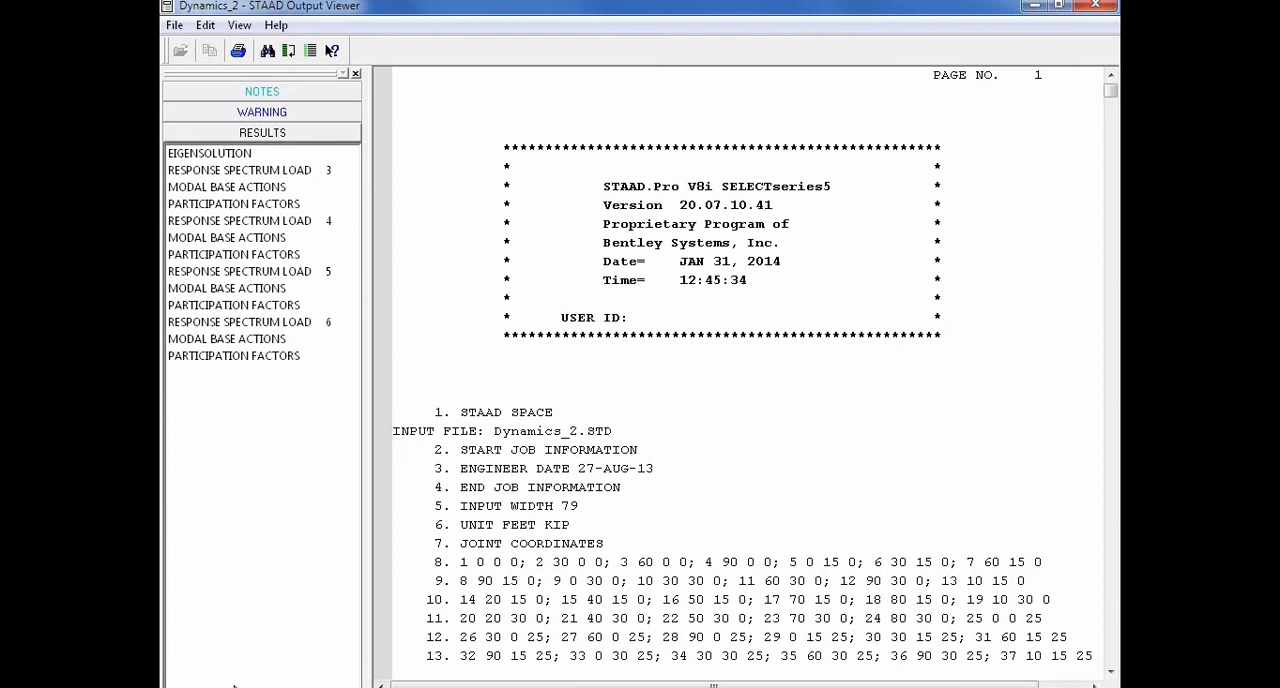 Dynamics_2 - STAAD Output Viewer
File Edit View Help
NOTES
WARNING
RESULTS
EIGENSOLUTION
RESPONSE SPECTRUM LOAD 3
MODAL BASE ACTIONS
PARTICIPATION FACTORS
RESPONSE SPECTRUM LOAD 4
MODAL BASE ACTIONS
PARTICIPATION FACTORS
RESPONSE SPECTRUM LOAD 5
MODAL BASE ACTIONS
PARTICIPATION FACTORS
RESPONSE SPECTRUM LOAD 6
MODAL BASE ACTIONS
PARTICIPATION FACTORS
PAGE NO. 1
****************************************************
* *
* STAAD.Pro V8i SELECTseries5 *
* Version 20.07.10.41 *
* Proprietary Program of *
* Bentley Systems, Inc. *
* Date= JAN 31, 2014 *
* Time= 12:45:34 *
* *
* USER ID: *
****************************************************
1. STAAD SPACE
INPUT FILE: Dynamics_2.STD
2. START JOB INFORMATION
3. ENGINEER DATE 27-AUG-13
4. END JOB INFORMATION
5. INPUT WIDTH 79
6. UNIT FEET KIP
7. JOINT COORDINATES
8. 1 0 0 0; 2 30 0 0; 3 60 0 0; 4 90 0 0; 5 0 15 0; 6 30 15 0; 7 60 15 0
9. 8 90 15 0; 9 0 30 0; 10 30 30 0; 11 60 30 0; 12 90 30 0; 13 10 15 0
10. 14 20 15 0; 15 40 15 0; 16 50 15 0; 17 70 15 0; 18 80 15 0; 19 10 30 0
11. 20 20 30 0; 21 40 30 0; 22 50 30 0; 23 70 30 0; 24 80 30 0; 25 0 0 25
12. 26 30 0 25; 27 60 0 25; 28 90 0 25; 29 0 15 25; 30 30 15 25; 31 60 15 25
13. 32 90 15 25; 33 0 30 25; 34 30 30 25; 35 60 30 25; 36 90 30 25; 37 10 15 25